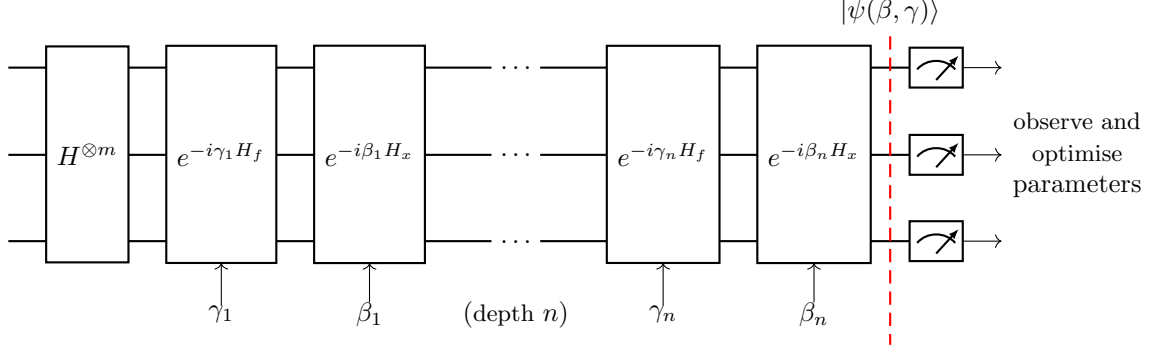 |ψ(β, γ)⟩
H^{⊗m}
e^{-iγ_1 H_f}
e^{-iβ_1 H_x}
e^{-iγ_n H_f}
e^{-iβ_n H_x}
···
···
···
observe and
optimise
parameters
γ_1
β_1
(depth n)
γ_n
β_n